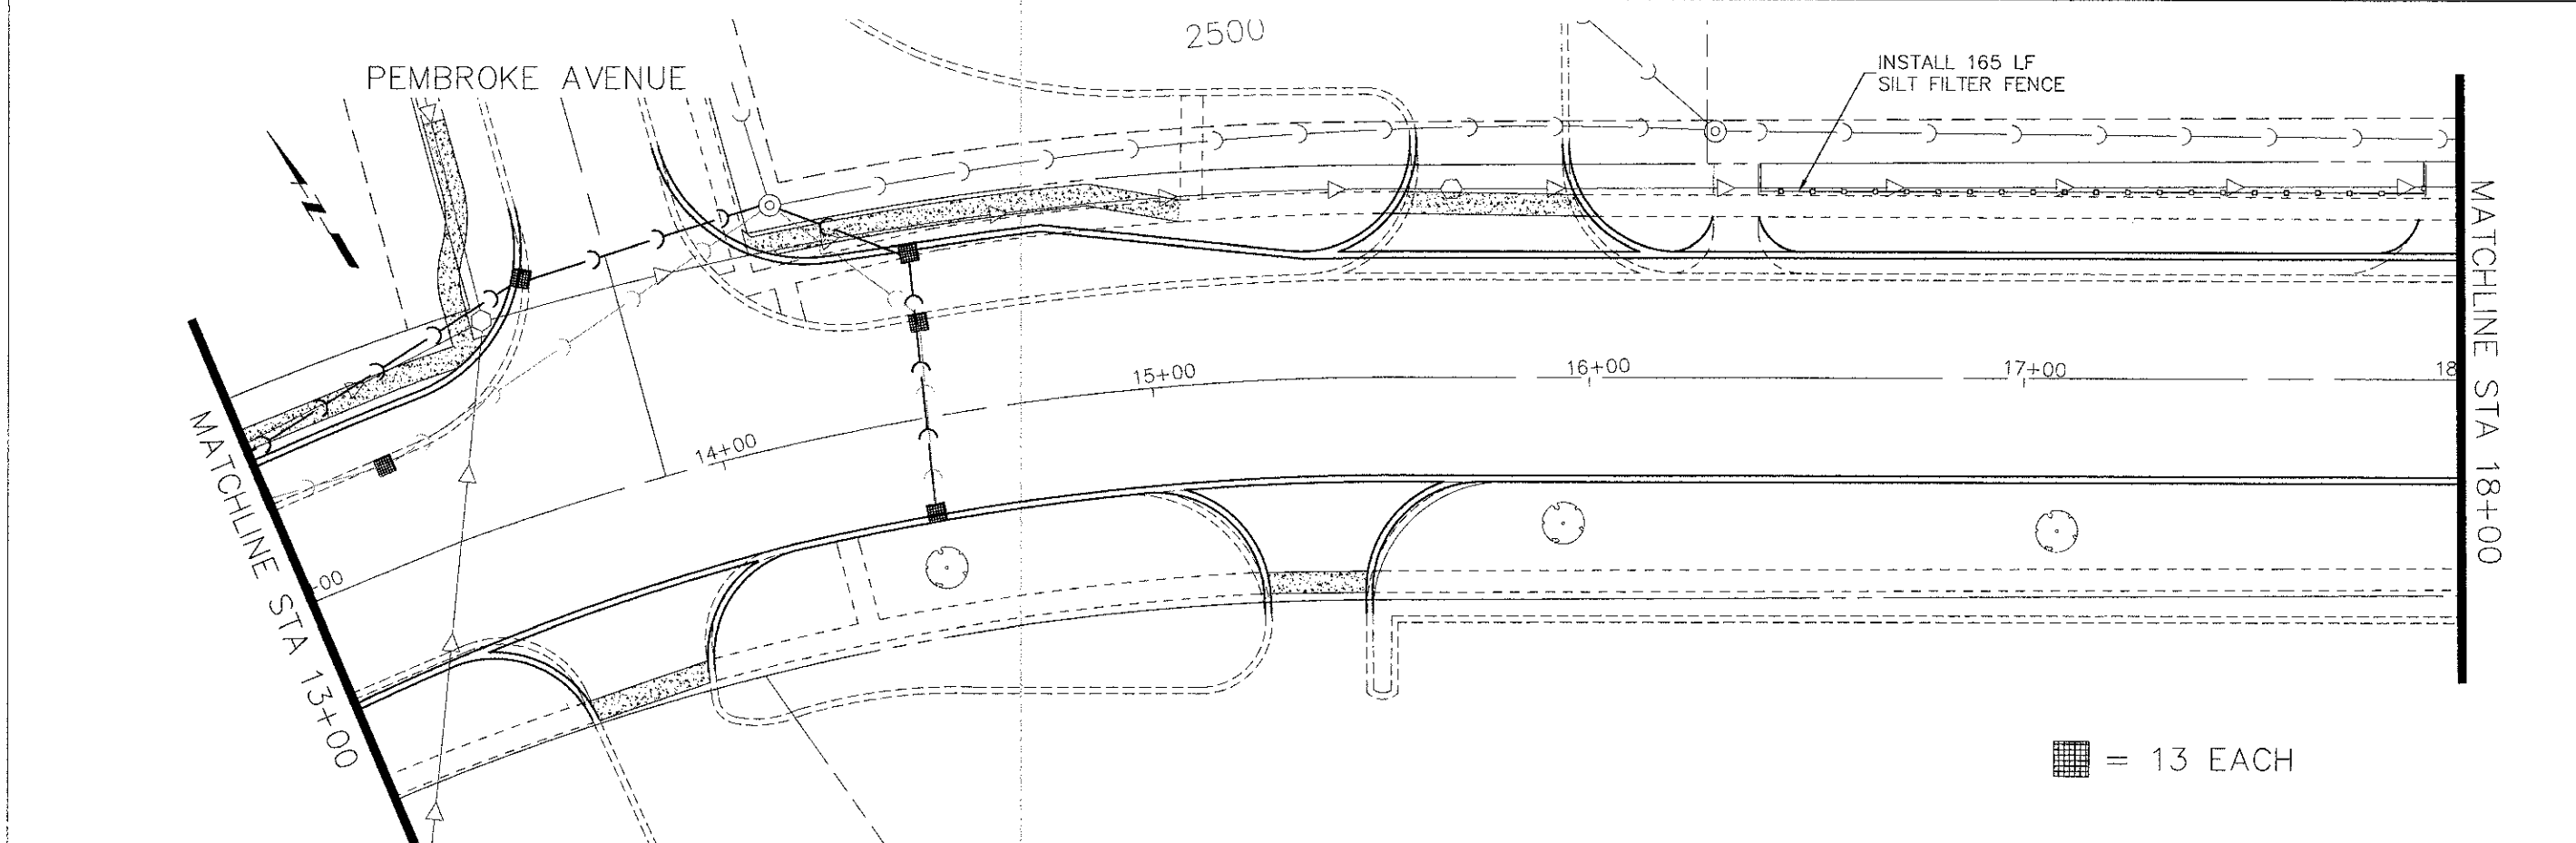 2500
PEMBROKE AVENUE
INSTALL 165 LF
SILT FILTER FENCE
MATCHLINE STA 18+00
15+00
16+00
17+00
18
14+00
MATCHLINE STA 13+00
-00
= 13 EACH